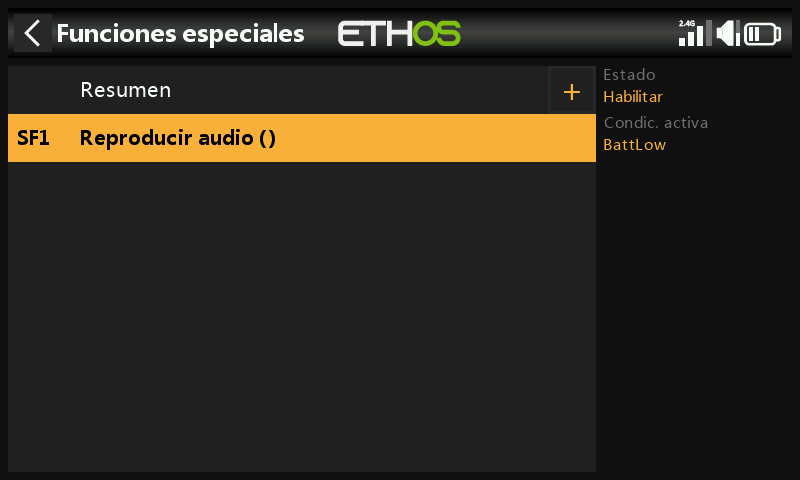 Funciones especiales
ETHOS
2.4G
Resumen
+
SF1 Reproducir audio ()
Estado
Habilitar
Condic. activa
BattLow